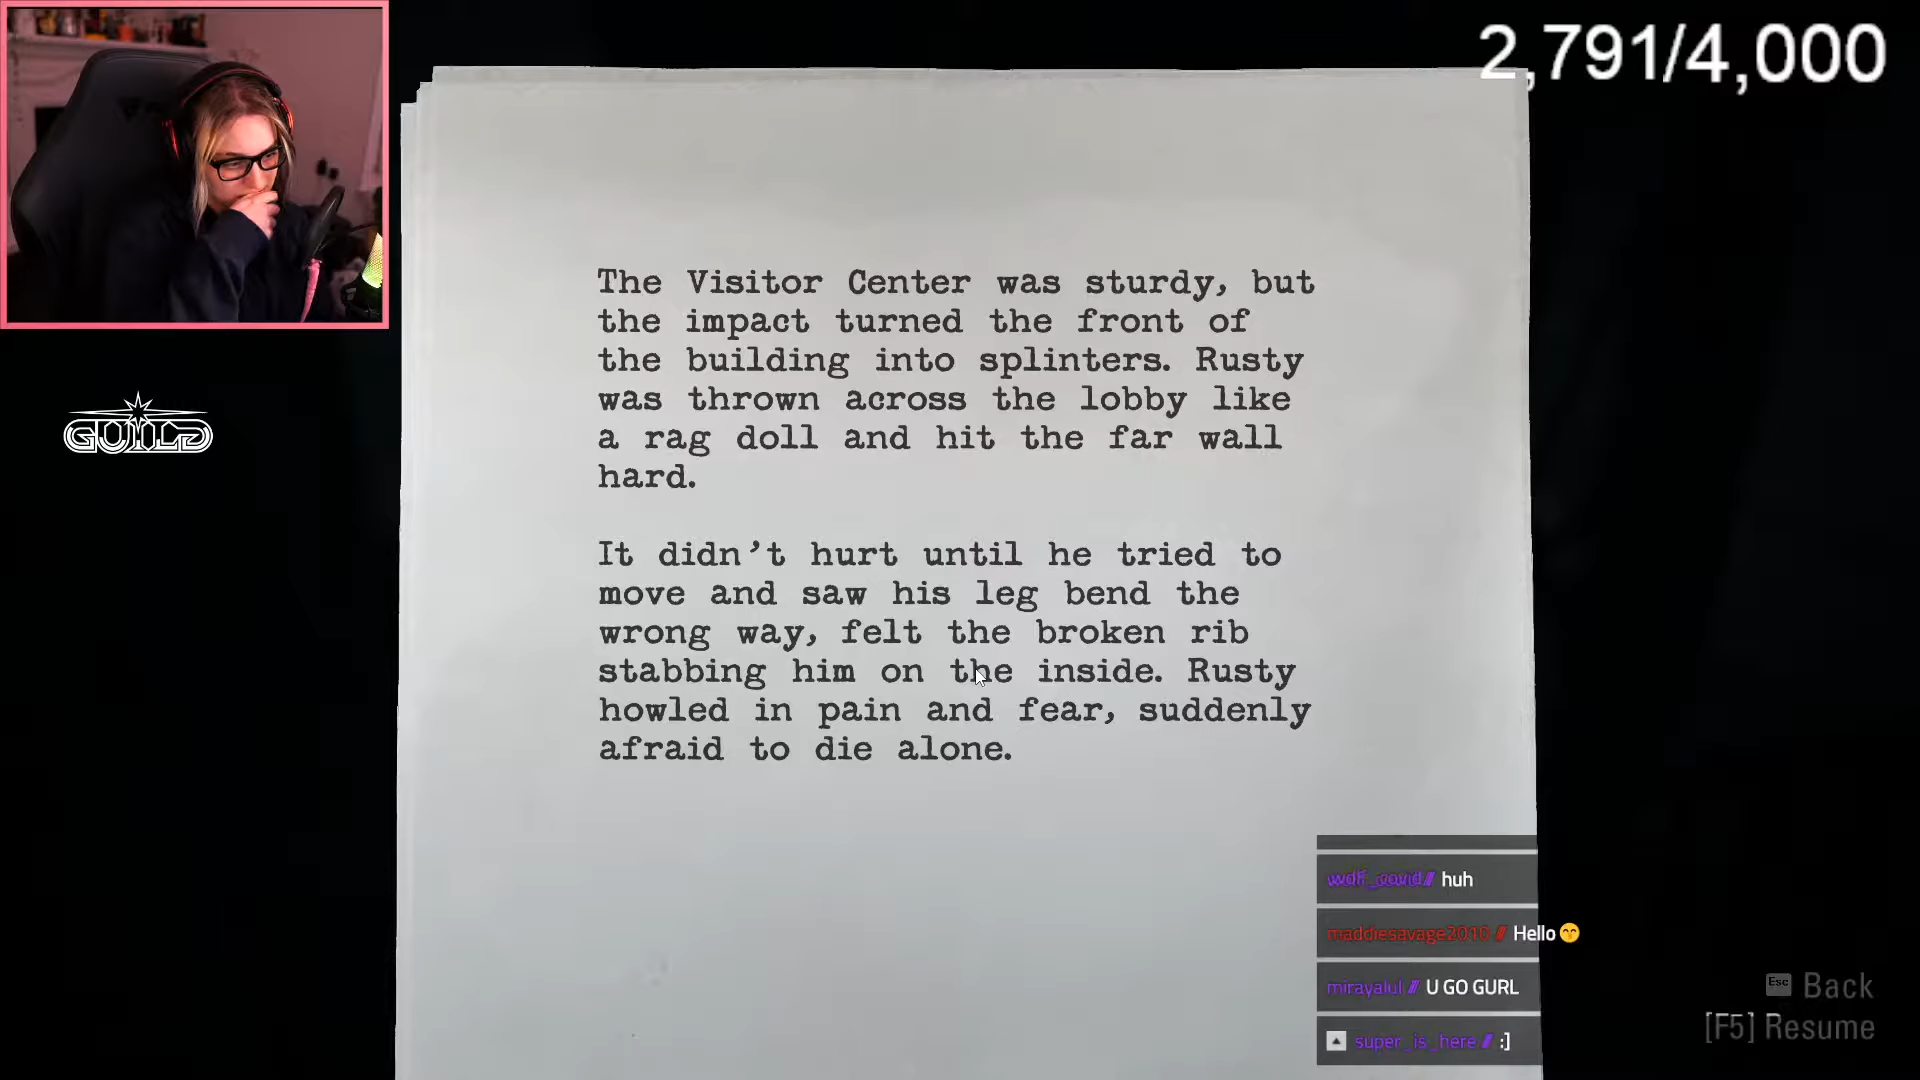 2,791/4,000
The Visitor Center was sturdy, but
the impact turned the front of
the building into splinters. Rusty
was thrown across the lobby like
a rag doll and hit the far wall
hard.
It didn’t hurt until he tried to
move and saw his leg bend the
wrong way, felt the broken rib
stabbing him on the inside. Rusty
howled in pain and fear, suddenly
afraid to die alone.
GUILD
huh
maddiesavage2010 // Hello😊
mirayalul // U GO GURL
super_is_here // :]
Esc Back
[F5] Resume